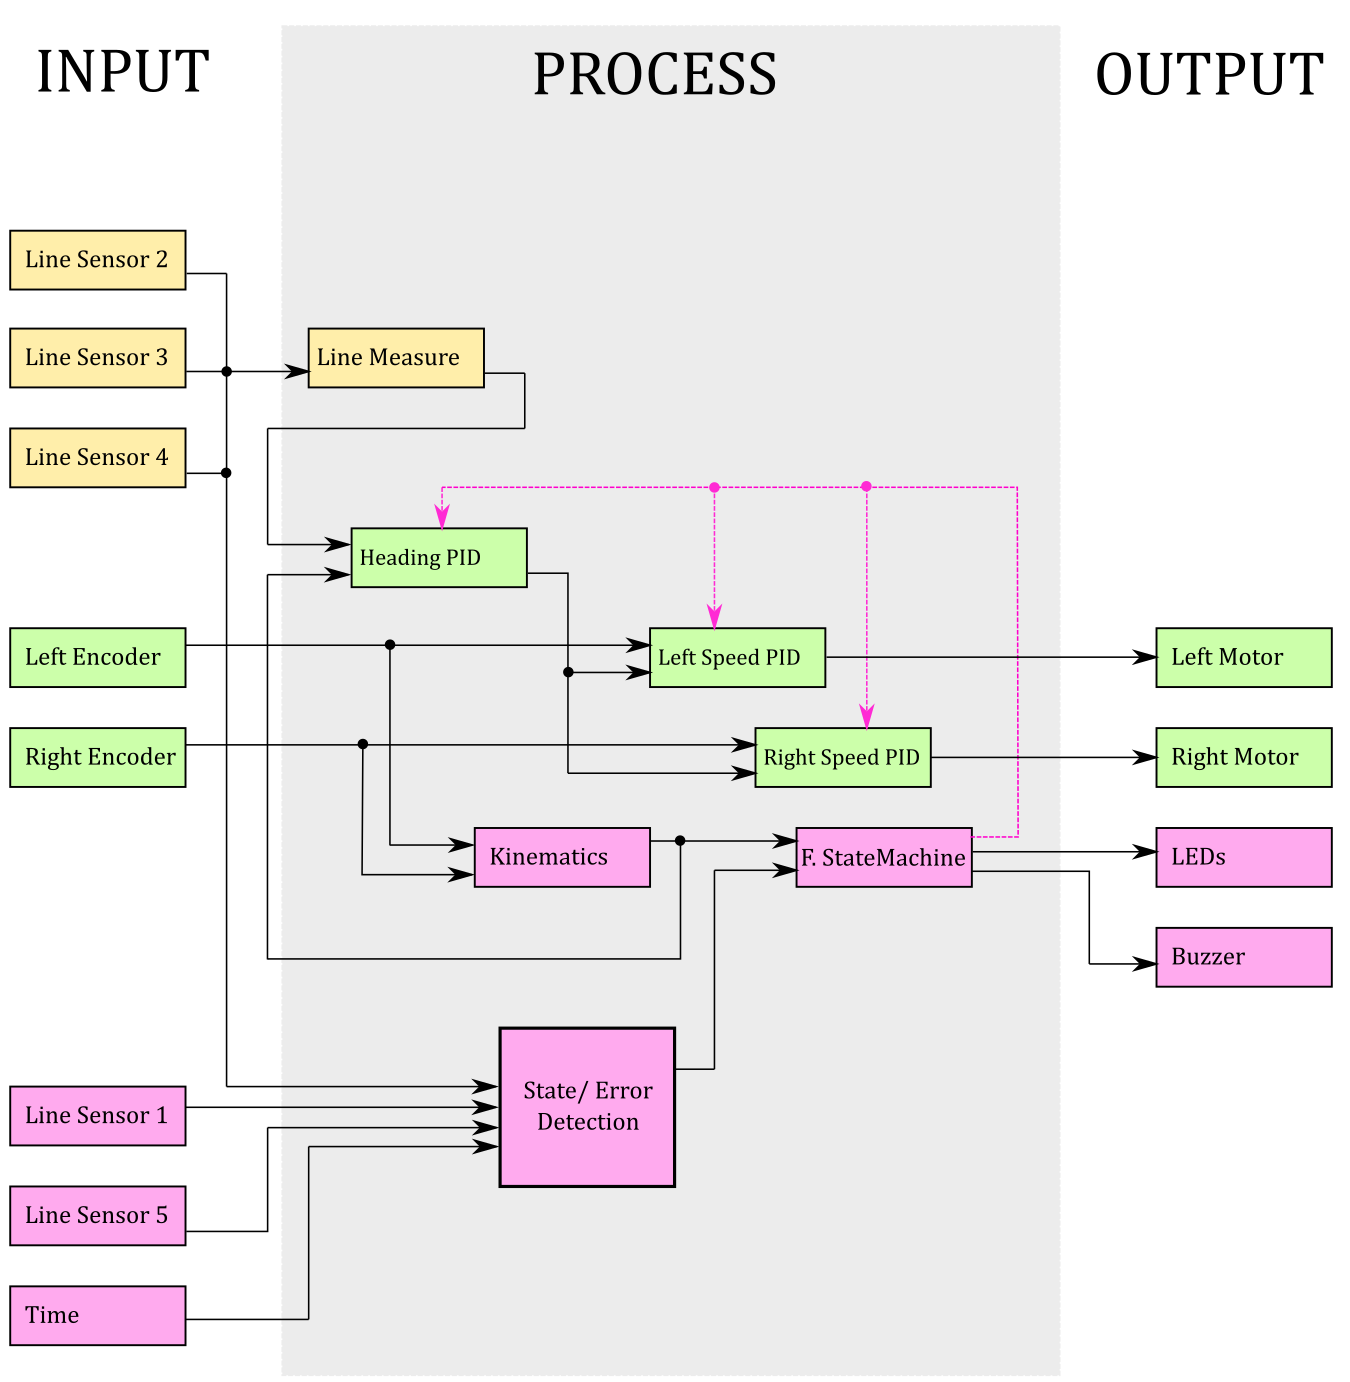 INPUT
PROCESS
OUTPUT
Line Sensor 2
Line Sensor 3
Line Measure
Line Sensor 4
Heading PID
Left Encoder
Left Speed PID
Left Motor
Right Encoder
Right Speed PID
Right Motor
Kinematics
F. StateMachine
LEDs
Buzzer
State/ Error
Detection
Line Sensor 1
Line Sensor 5
Time